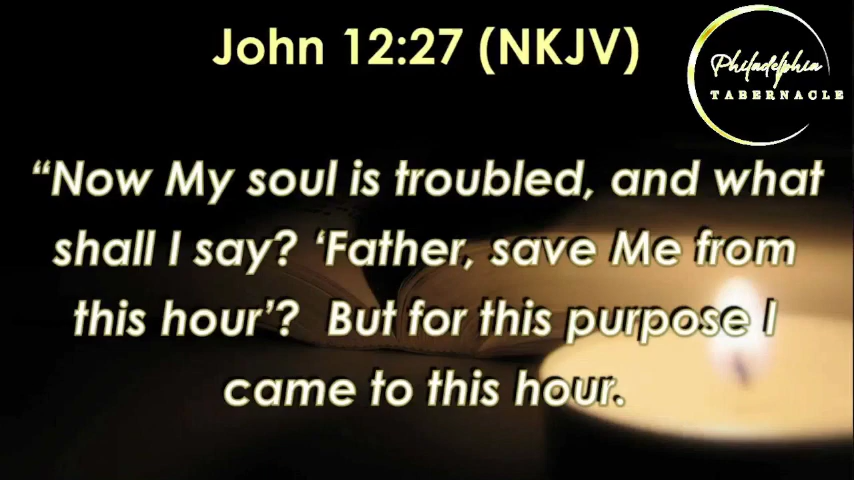 John 12:27 (NKJV)
Philadelphia
TABERNACLE
“Now My soul is troubled, and what
shall I say? ‘Father, save Me from
this hour’? But for this purpose I
came to this hour.